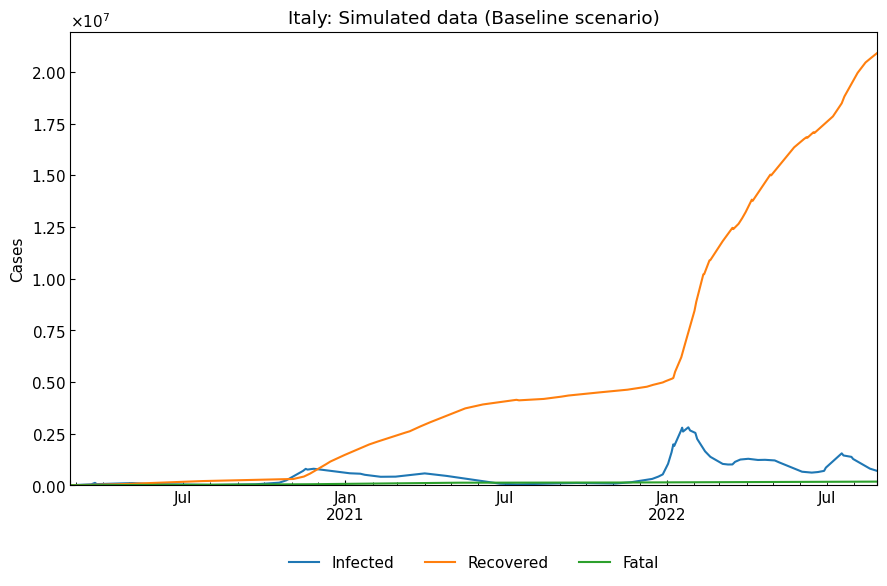 Italy: Simulated data (Baseline scenario)
×10⁷
2.00
1.75
1.50
1.25
1.00
0.75
0.50
0.25
0.00
Cases
Jul Jan Jul Jan Jul
2021 2022
Infected Recovered Fatal